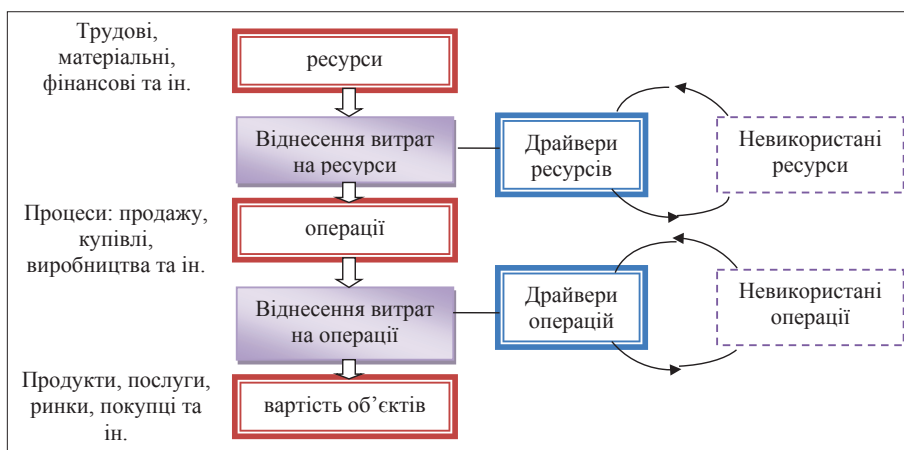 Трудові,
матеріальні,
фінансові та ін.
ресурси
Віднесення витрат
на ресурси
Драйвери
ресурсів
Невикористані
ресурси
Процеси: продажу,
купівлі,
виробництва та ін.
операції
Віднесення витрат
на операції
Драйвери
операцій
Невикористані
операції
Продукти, послуги,
ринки, покупці та
ін.
вартість об’єктів